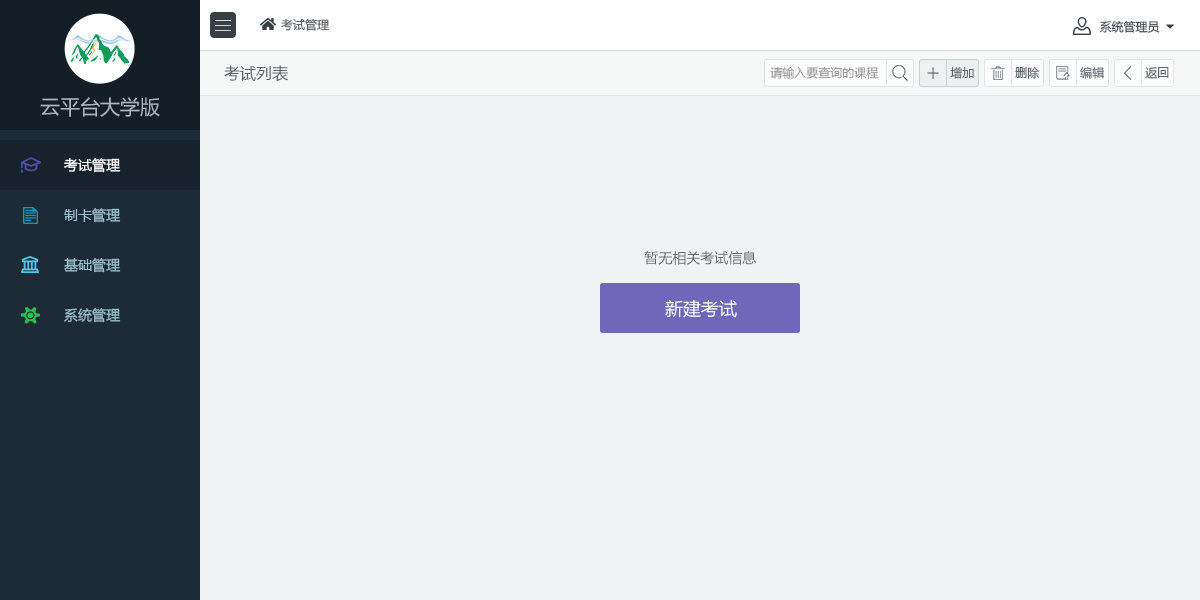 云平台大学版
考试管理
制卡管理
基础管理
系统管理
考试管理
系统管理员
考试列表
请输入要查询的课程
增加
删除
编辑
返回
暂无相关考试信息
新建考试